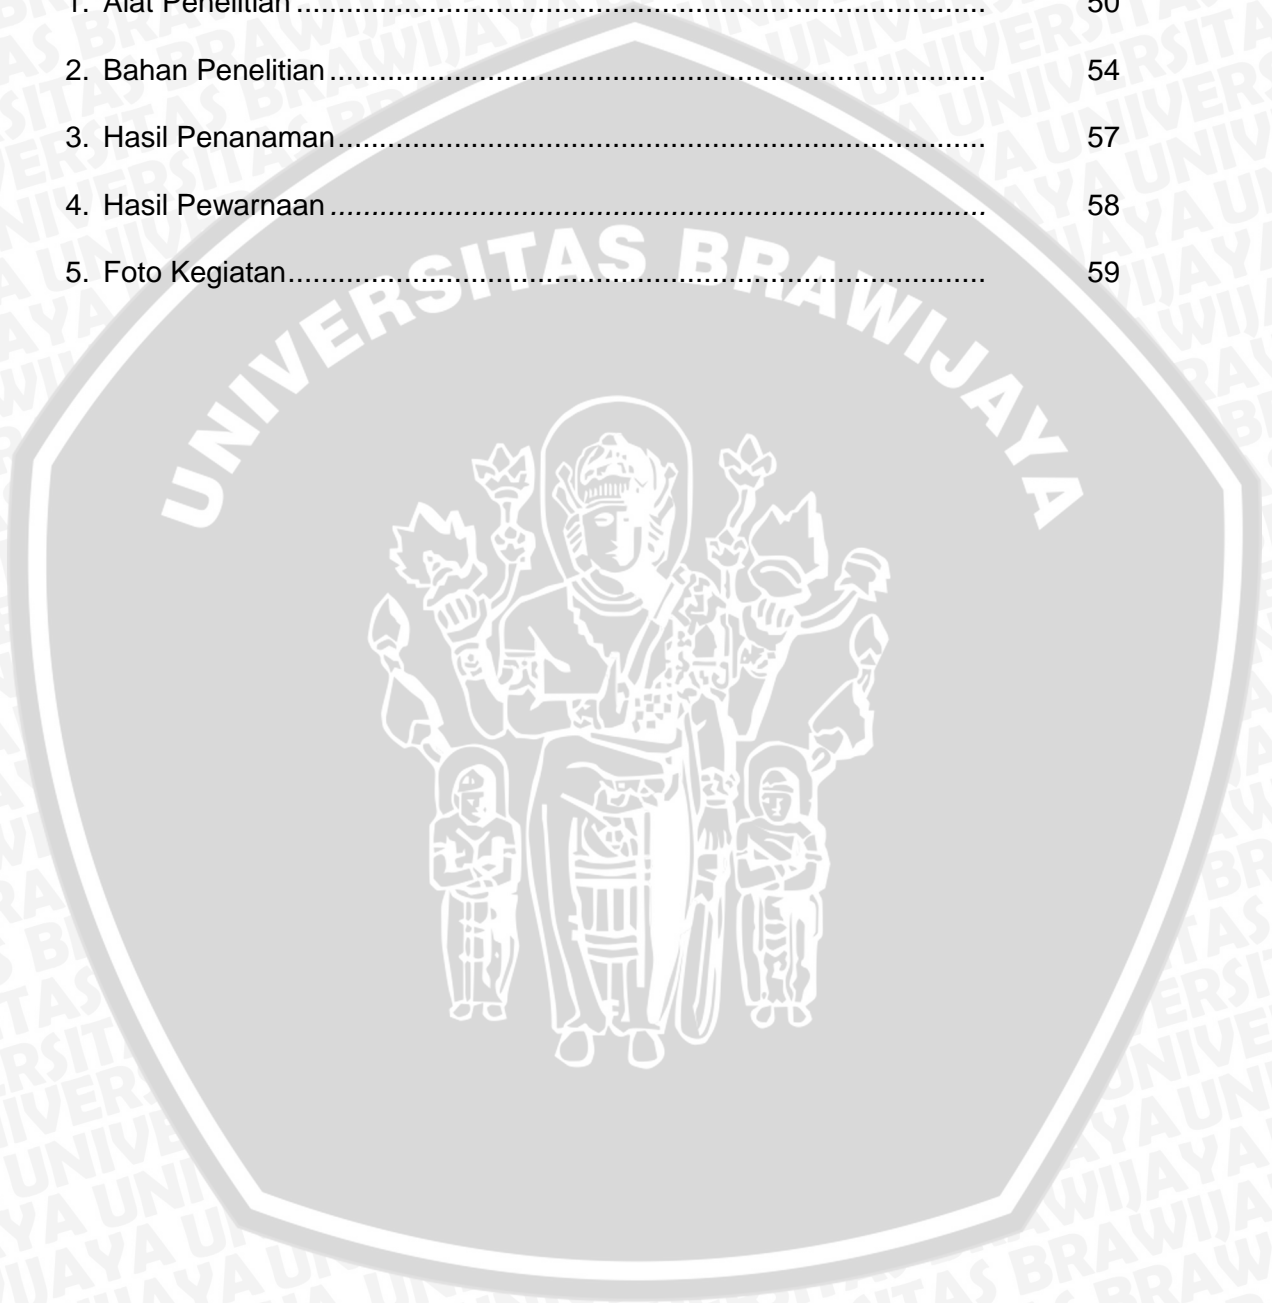 1. Alat Penelitian ........................................................................................ 50
2. Bahan Penelitian .................................................................................... 54
3. Hasil Penanaman .................................................................................... 57
4. Hasil Pewarnaan .................................................................................... 58
5. Foto Kegiatan ........................................................................................ 59
UNIVERSITAS BRAWIJAYA